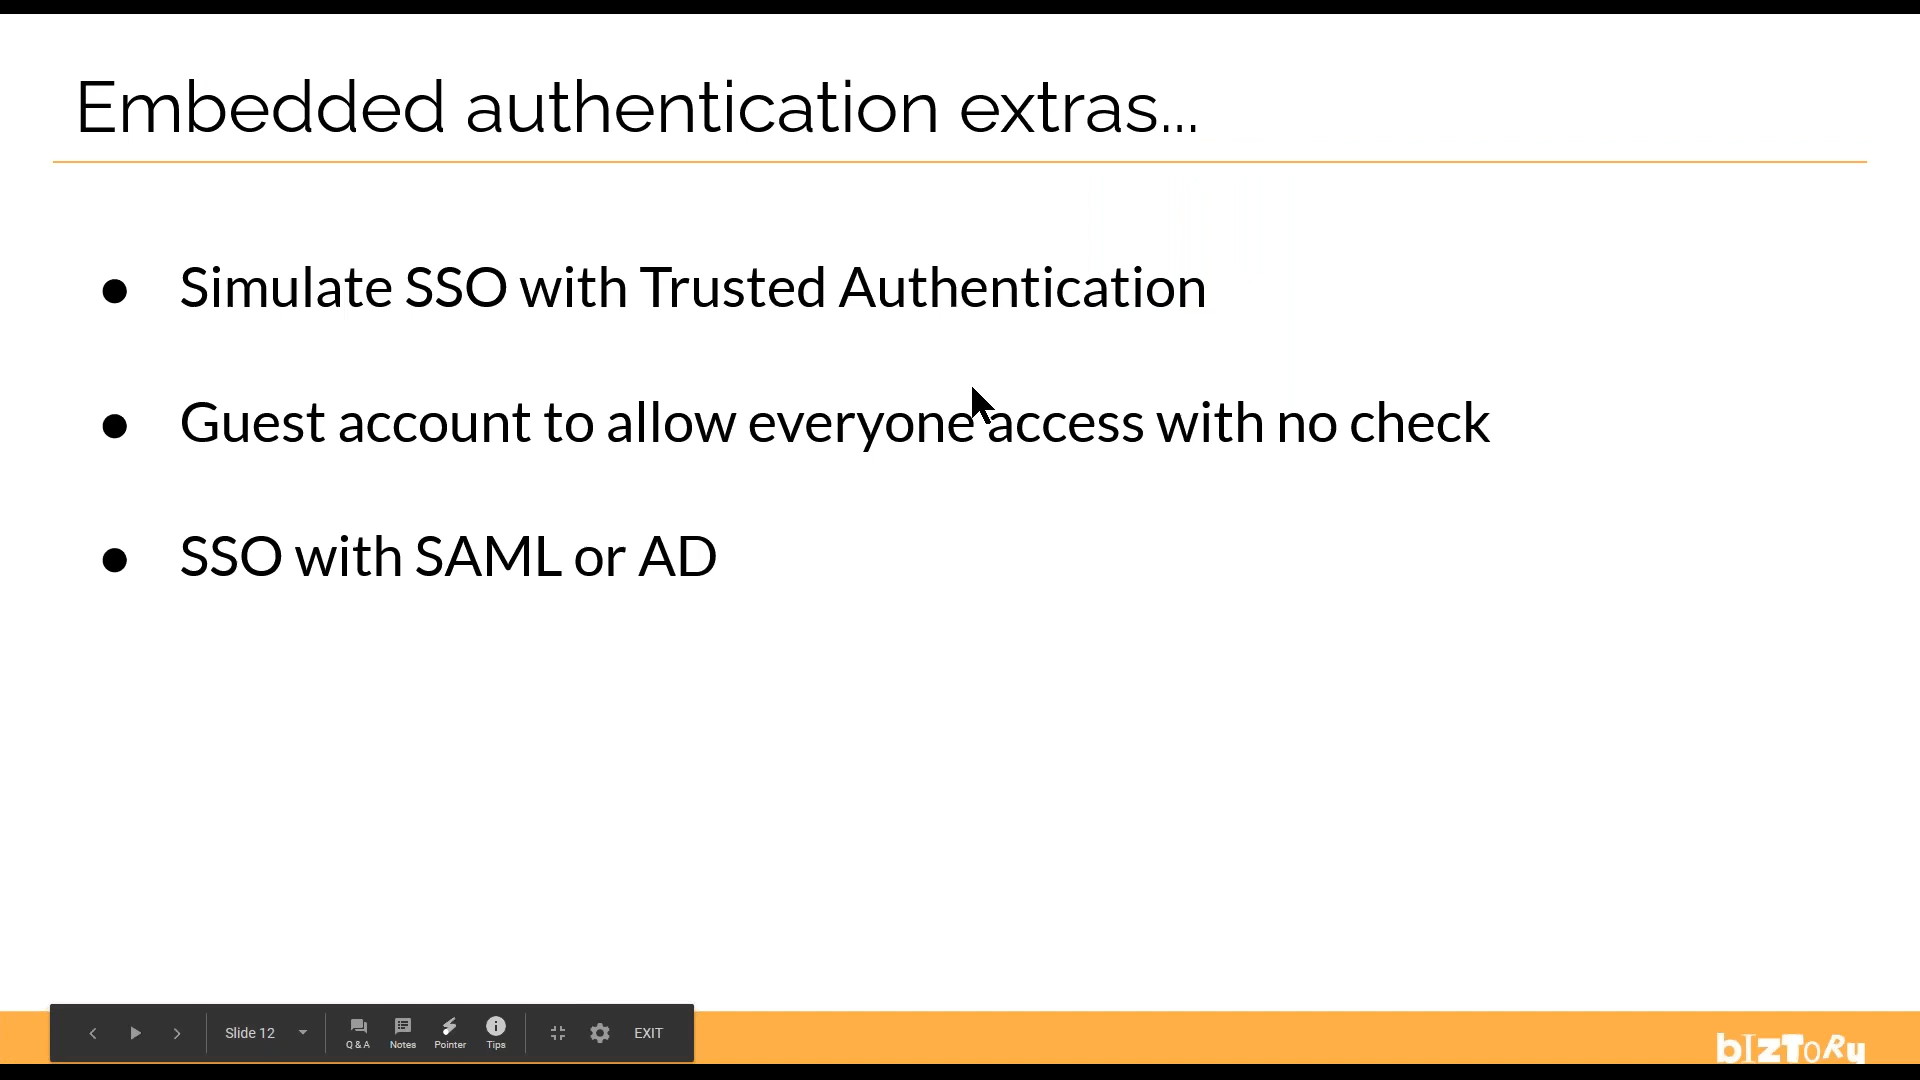 Embedded authentication extras...
● Simulate SSO with Trusted Authentication
● Guest account to allow everyone access with no check
● SSO with SAML or AD
Slide 12
Q & A
Notes
Pointer
Tips
EXIT
bIzToRy